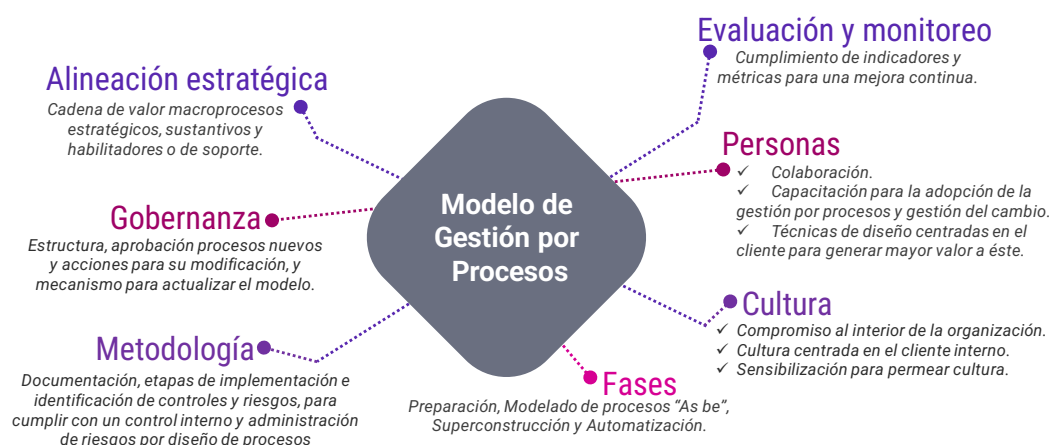 Evaluación y monitoreo
Cumplimiento de indicadores y
métricas para una mejora continua.
Alineación estratégica
Cadena de valor macroprocesos
estratégicos, sustantivos y
habilitadores o de soporte.
Personas
✓ Colaboración.
✓ Capacitación para la adopción de la
gestión por procesos y gestión del cambio.
✓ Técnicas de diseño centradas en el
cliente para generar mayor valor a éste.
Modelo de
Gestión por
Procesos
Gobernanza
Estructura, aprobación procesos nuevos
y acciones para su modificación, y
mecanismo para actualizar el modelo.
Cultura
✓ Compromiso al interior de la organización.
✓ Cultura centrada en el cliente interno.
✓ Sensibilización para permear cultura.
Metodología
Documentación, etapas de implementación e
identificación de controles y riesgos, para
cumplir con un control interno y administración
de riesgos por diseño de procesos
Fases
Preparación, Modelado de procesos “As be”,
Superconstrucción y Automatización.